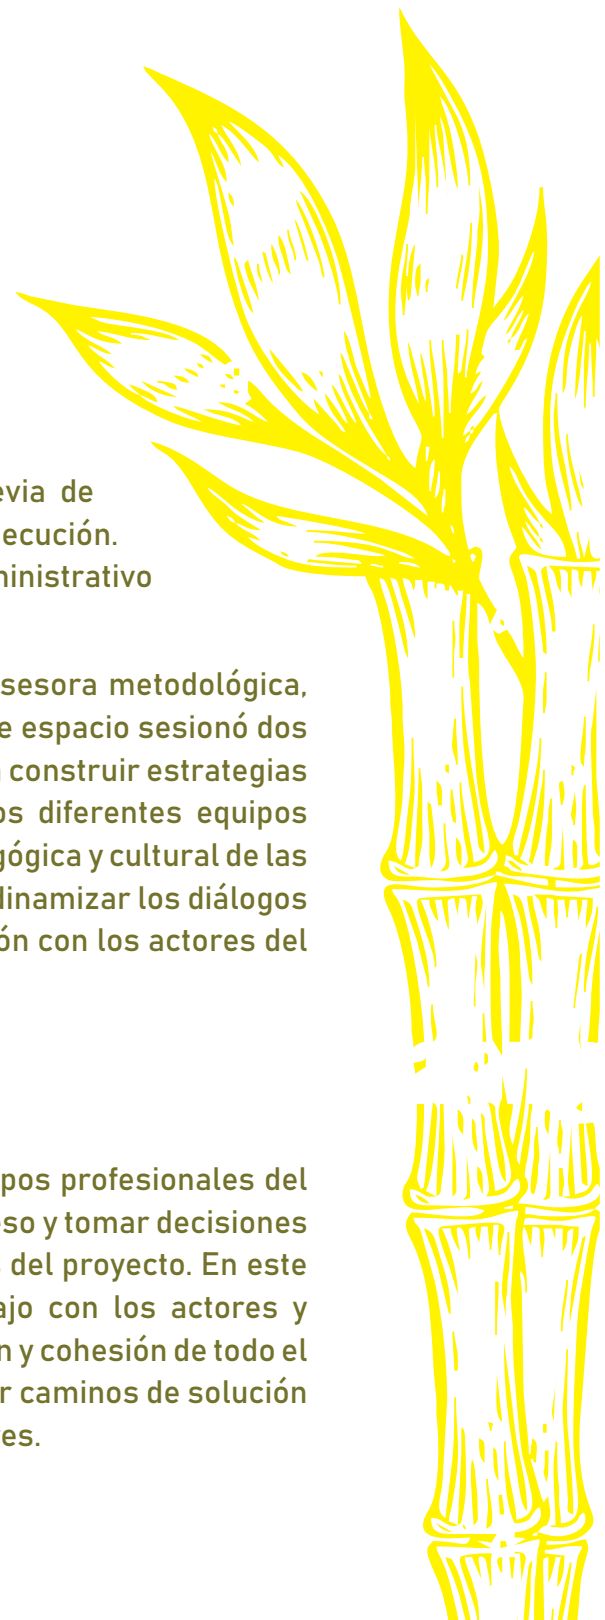 evia de
ecución.
ministrativo
sesora metodológica,
e espacio sesionó dos
construir estrategias
os diferentes equipos
gógica y cultural de las
dinamizar los diálogos
ón con los actores del
pos profesionales del
eso y tomar decisiones
del proyecto. En este
ajo con los actores y
n y cohesión de todo el
r caminos de solución
es.